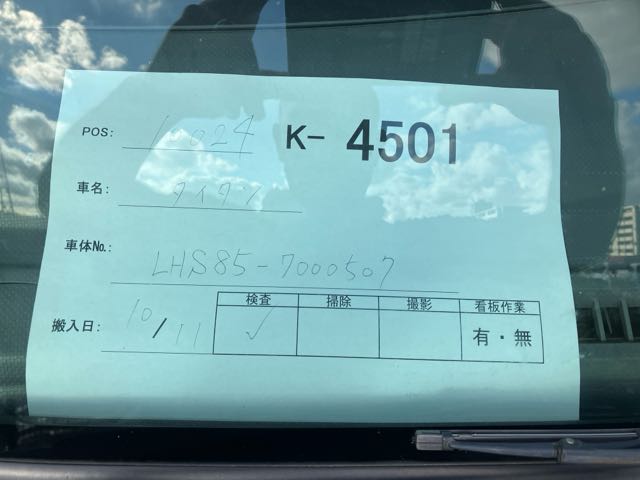 POS: 1-024 K- 4501
車名: タイタン
車体No.: LHS85-7000507
搬入日: 10/11
検査 掃除 撮影 看板作業
✓ 有・無